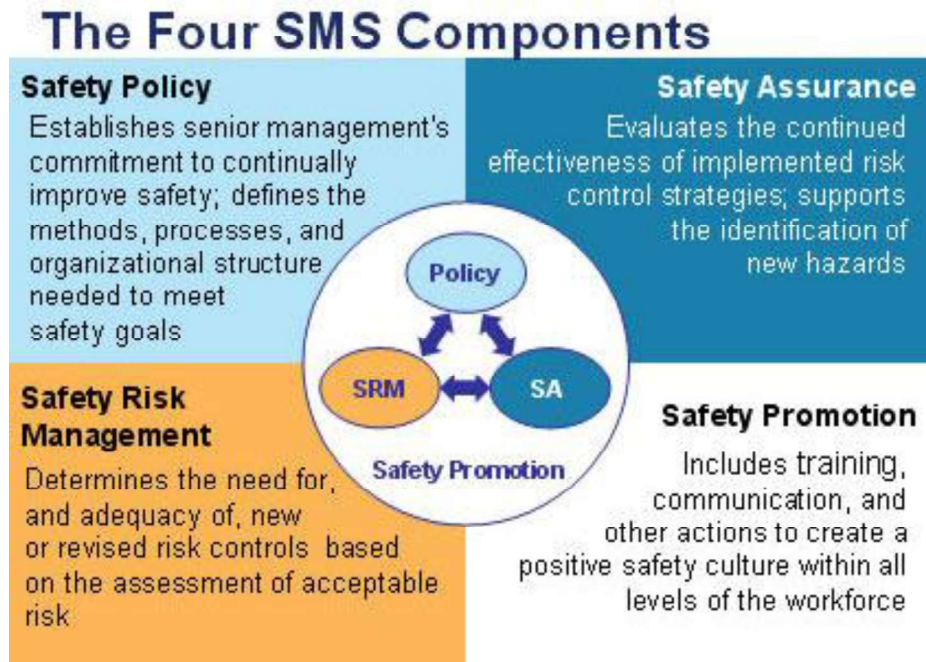 The Four SMS Components
Safety Policy
Establishes senior management's
commitment to continually
improve safety; defines the
methods, processes, and
organizational structure
needed to meet
safety goals
Safety Assurance
Evaluates the continued
effectiveness of implemented risk
control strategies; supports
the identification of
new hazards
Policy
SRM
SA
Safety Promotion
Safety Risk
Management
Determines the need for,
and adequacy of, new
or revised risk controls based
on the assessment of acceptable
risk
Safety Promotion
Includes training,
communication, and
other actions to create a
positive safety culture within all
levels of the workforce